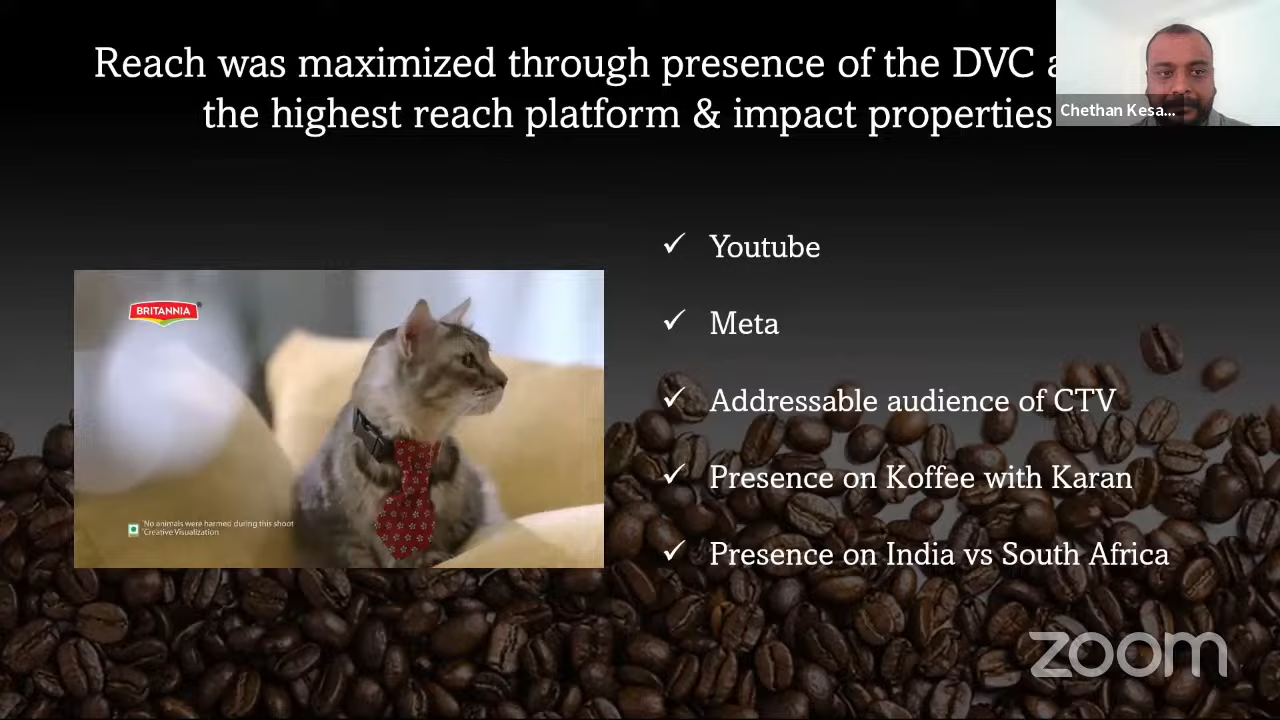 Reach was maximized through presence of the DVC
the highest reach platform & impact properties
Chethan Kesa...
Youtube
Meta
Addressable audience of CTV
Presence on Koffee with Karan
Presence on India vs South Africa
BRITANNIA
*No animals were harmed during this shoot
*Creative Visualization
zoom